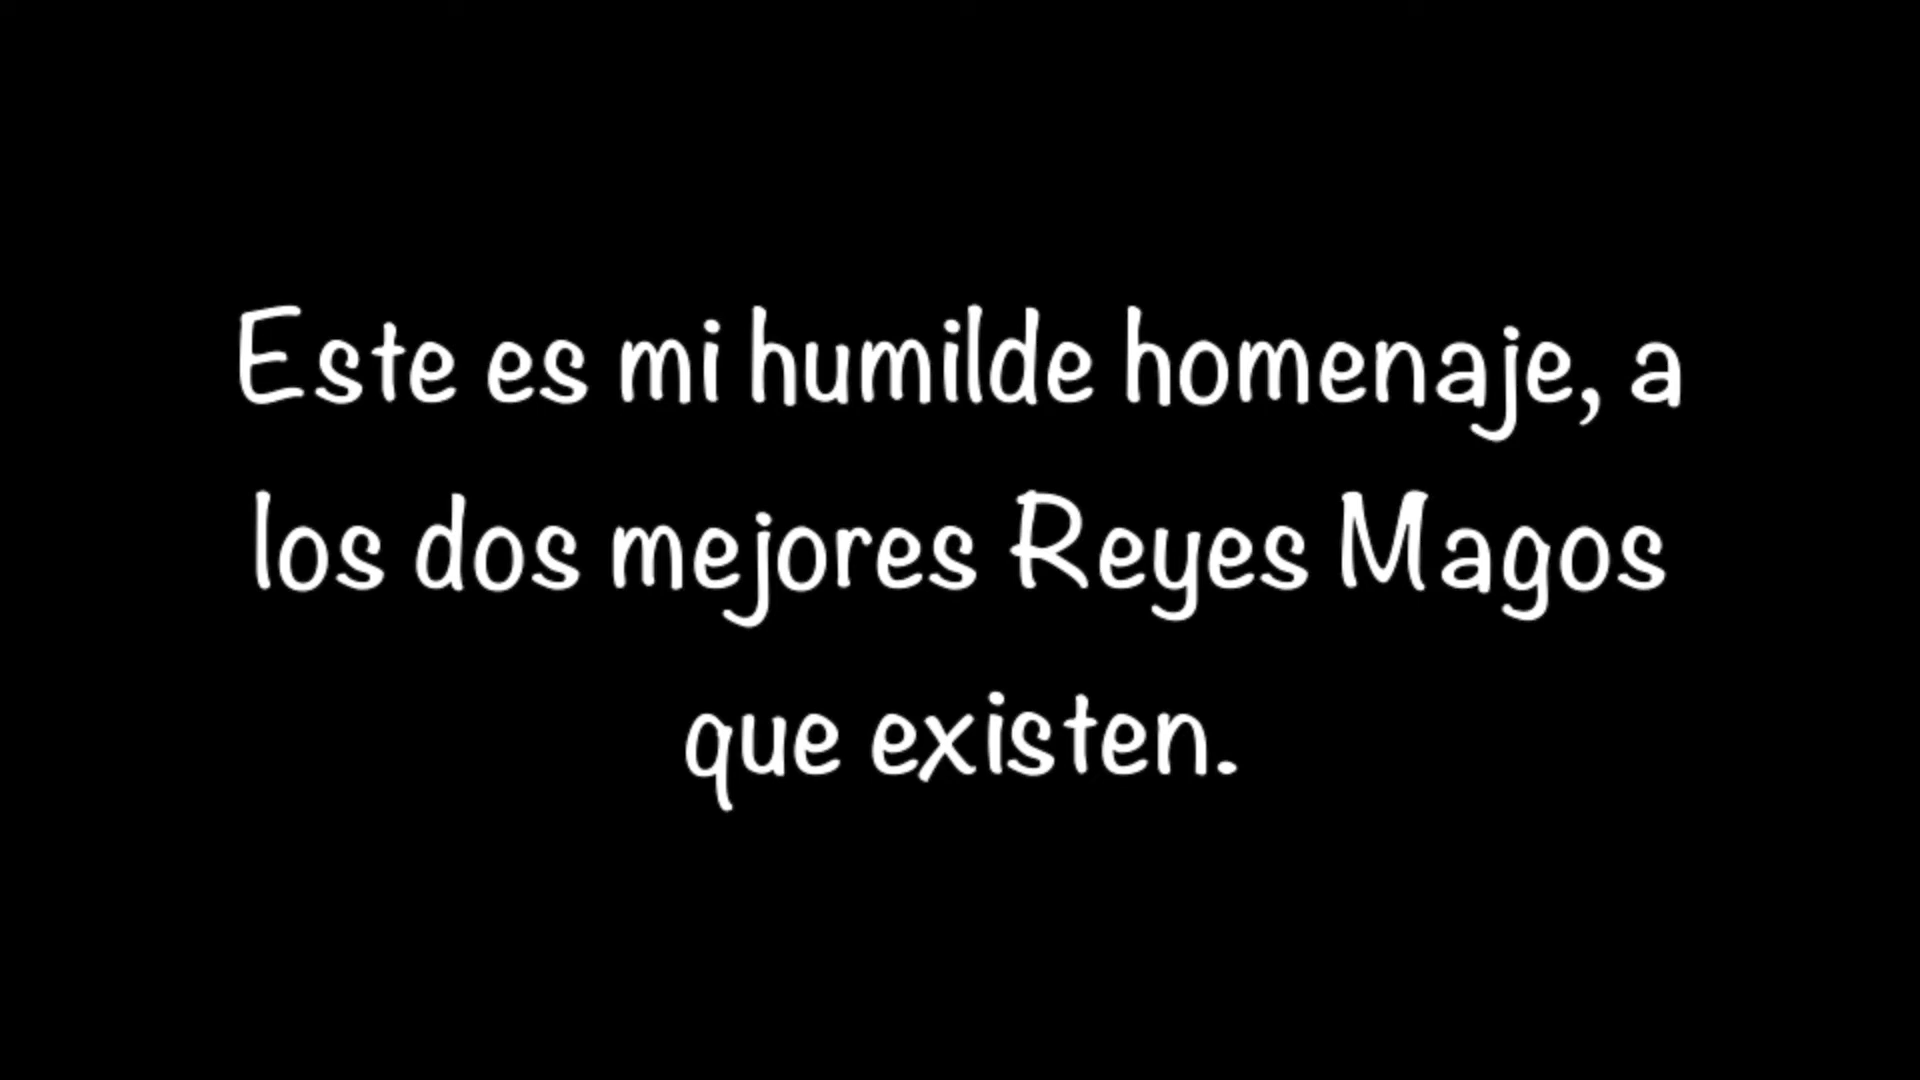 Este es mi humilde homenaje, a
los dos mejores Reyes Magos
que existen.